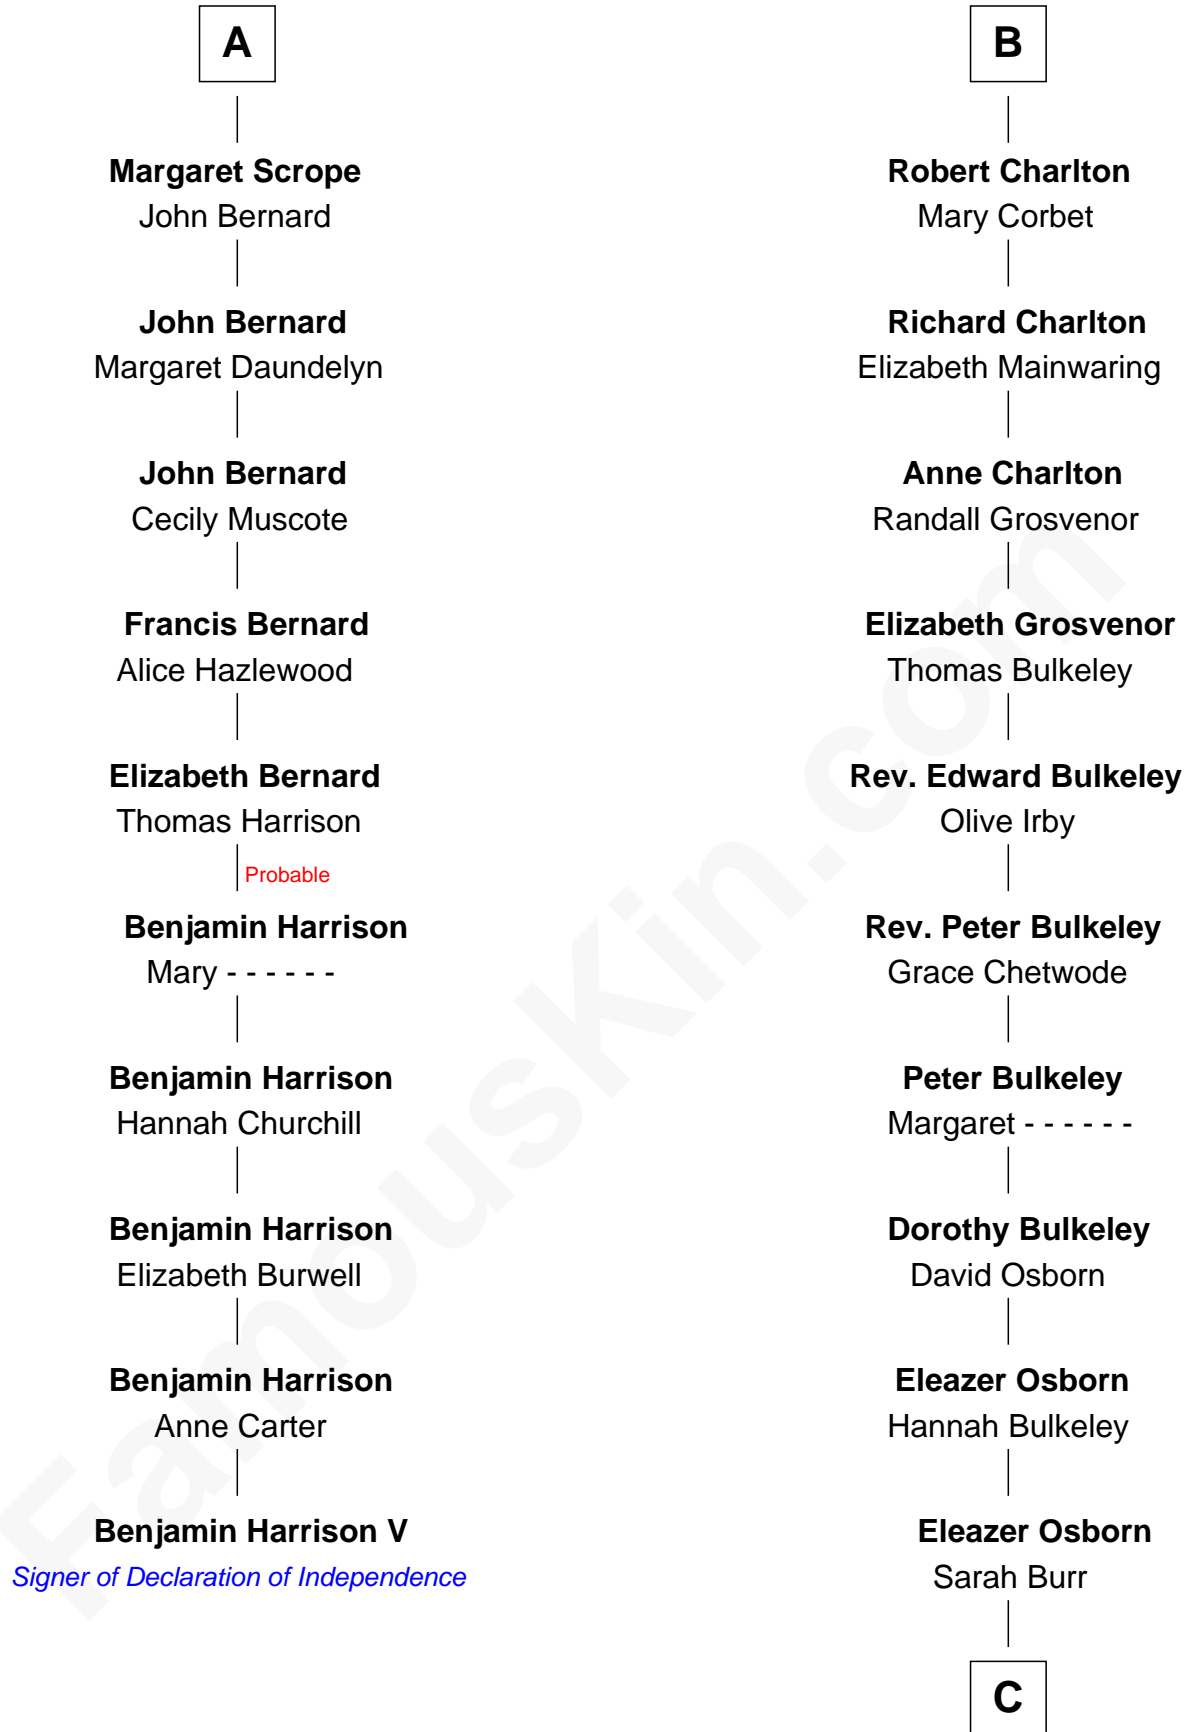 A
Margaret Scrope
John Bernard
John Bernard
Margaret Daundelyn
John Bernard
Cecily Muscote
Francis Bernard
Alice Hazlewood
Elizabeth Bernard
Thomas Harrison
Probable
Benjamin Harrison
Mary - - - - - -
Benjamin Harrison
Hannah Churchill
Benjamin Harrison
Elizabeth Burwell
Benjamin Harrison
Anne Carter
Benjamin Harrison V
Signer of Declaration of Independence
B
Robert Charlton
Mary Corbet
Richard Charlton
Elizabeth Mainwaring
Anne Charlton
Randall Grosvenor
Elizabeth Grosvenor
Thomas Bulkeley
Rev. Edward Bulkeley
Olive Irby
Rev. Peter Bulkeley
Grace Chetwode
Peter Bulkeley
Margaret - - - - - -
Dorothy Bulkeley
David Osborn
Eleazer Osborn
Hannah Bulkeley
Eleazer Osborn
Sarah Burr
C
FamousKin.com